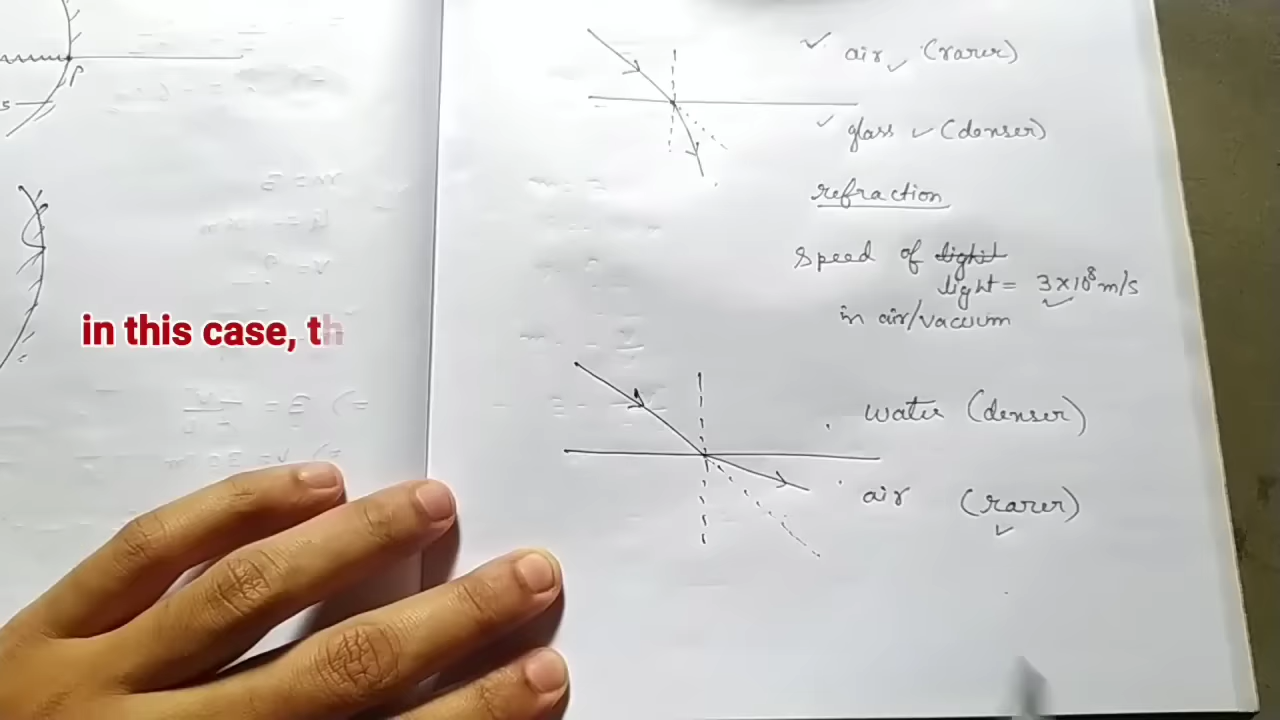 P
s
air (rarer)
glass (denser)
refraction
speed of light
light = 3×10⁸ m/s
in air/vacuum
in this case, th
water (denser)
air (rarer)